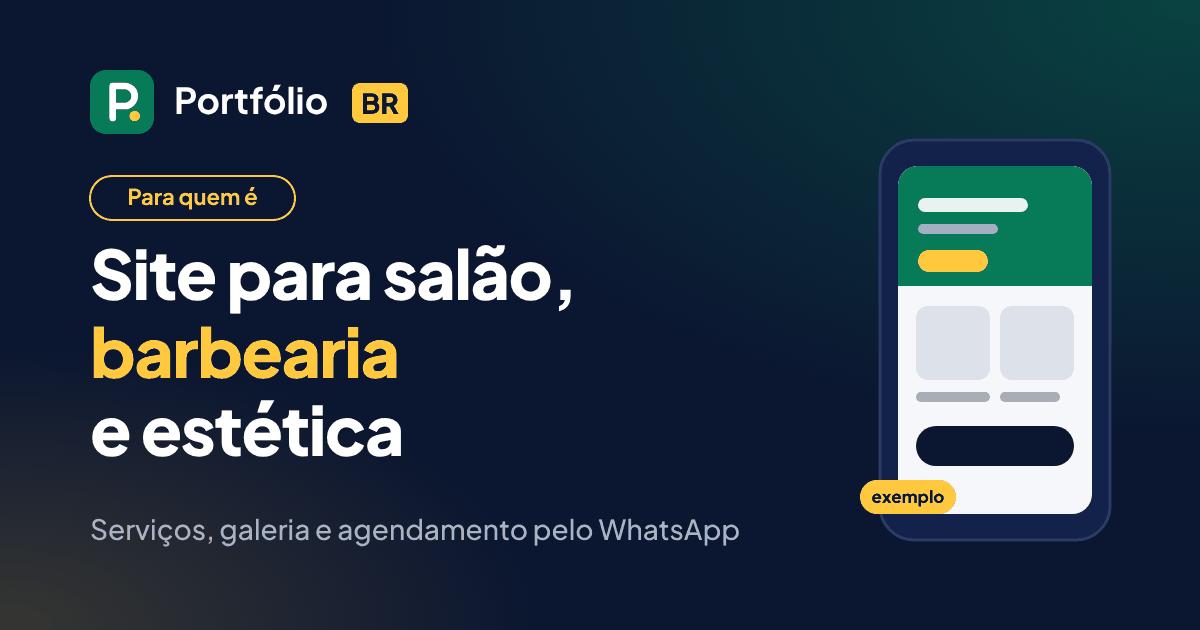 P.
Portfólio BR
Para quem é
Site para salão,
barbearia
e estética
Serviços, galeria e agendamento pelo WhatsApp
exemplo